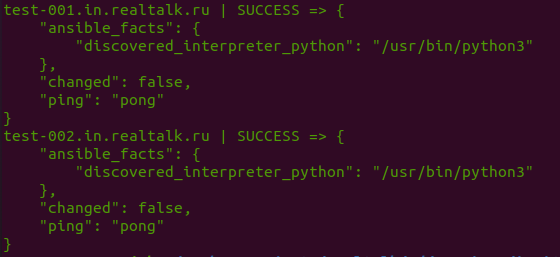 test-001.in.realtalk.ru | SUCCESS => {
    "ansible_facts": {
        "discovered_interpreter_python": "/usr/bin/python3"
    },
    "changed": false,
    "ping": "pong"
}
test-002.in.realtalk.ru | SUCCESS => {
    "ansible_facts": {
        "discovered_interpreter_python": "/usr/bin/python3"
    },
    "changed": false,
    "ping": "pong"
}